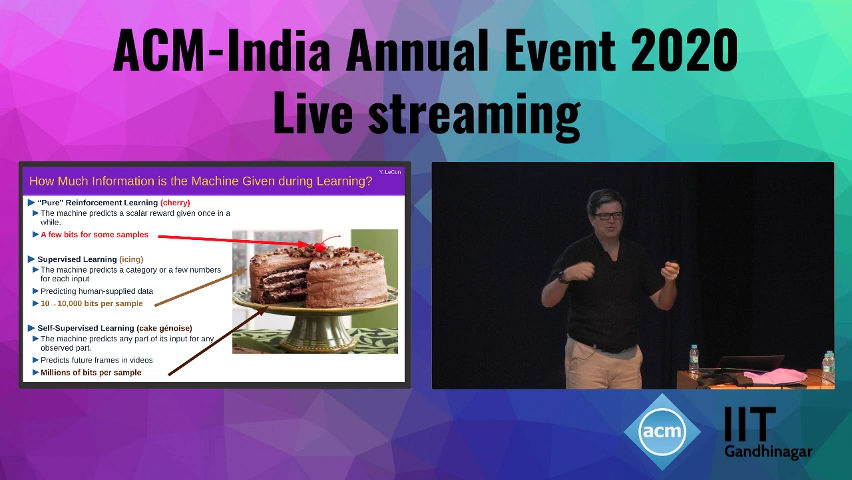 ACM-India Annual Event 2020
Live streaming
Y. LeCun
How Much Information is the Machine Given during Learning?
"Pure" Reinforcement Learning (cherry)
The machine predicts a scalar reward given once in a
while.
A few bits for some samples
Supervised Learning (icing)
The machine predicts a category or a few numbers
for each input
Predicting human-supplied data
10→10,000 bits per sample
Self-Supervised Learning (cake génoise)
The machine predicts any part of its input for any
observed part.
Predicts future frames in videos
Millions of bits per sample
acm
IIT
Gandhinagar